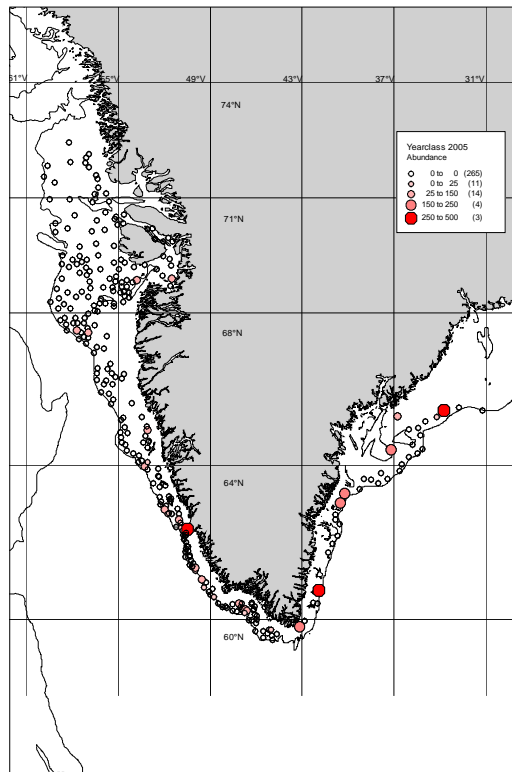 61°V 55°V 49°V 43°V 37°V 31°V
74°N
Yearclass 2005
Abundance
0 to 0 (265)
0 to 25 (11)
25 to 150 (14)
150 to 250 (4)
250 to 500 (3)
71°N
68°N
64°N
60°N